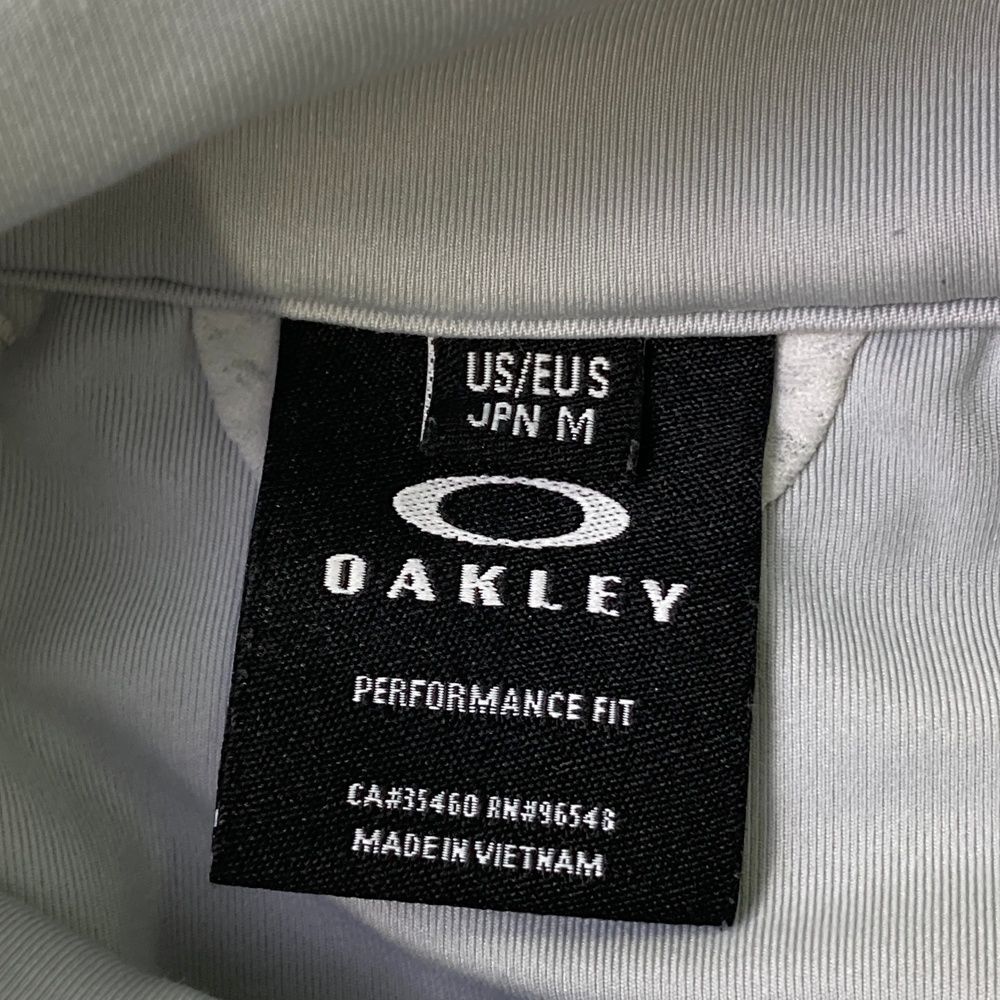 US/EU S
JPN M
OAKLEY
PERFORMANCE FIT
CA#35460 RN#96548
MADE IN VIETNAM